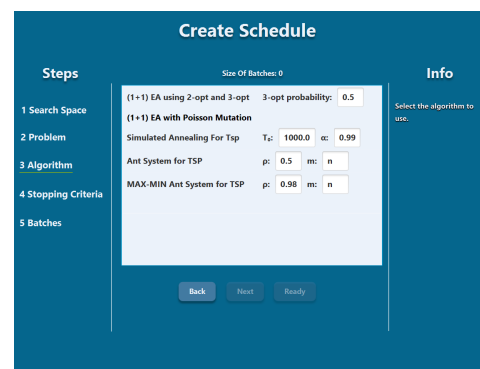 Create Schedule
Steps
Size Of Batches: 0
Info
1 Search Space
2 Problem
3 Algorithm
4 Stopping Criteria
5 Batches
(1+1) EA using 2-opt and 3-opt 3-opt probability: 0.5
(1+1) EA with Poisson Mutation
Simulated Annealing For Tsp T₀: 1000.0 α: 0.99
Ant System for TSP ρ: 0.5 m: n
MAX-MIN Ant System for TSP ρ: 0.98 m: n
Select the algorithm to
use.
Back Next Ready